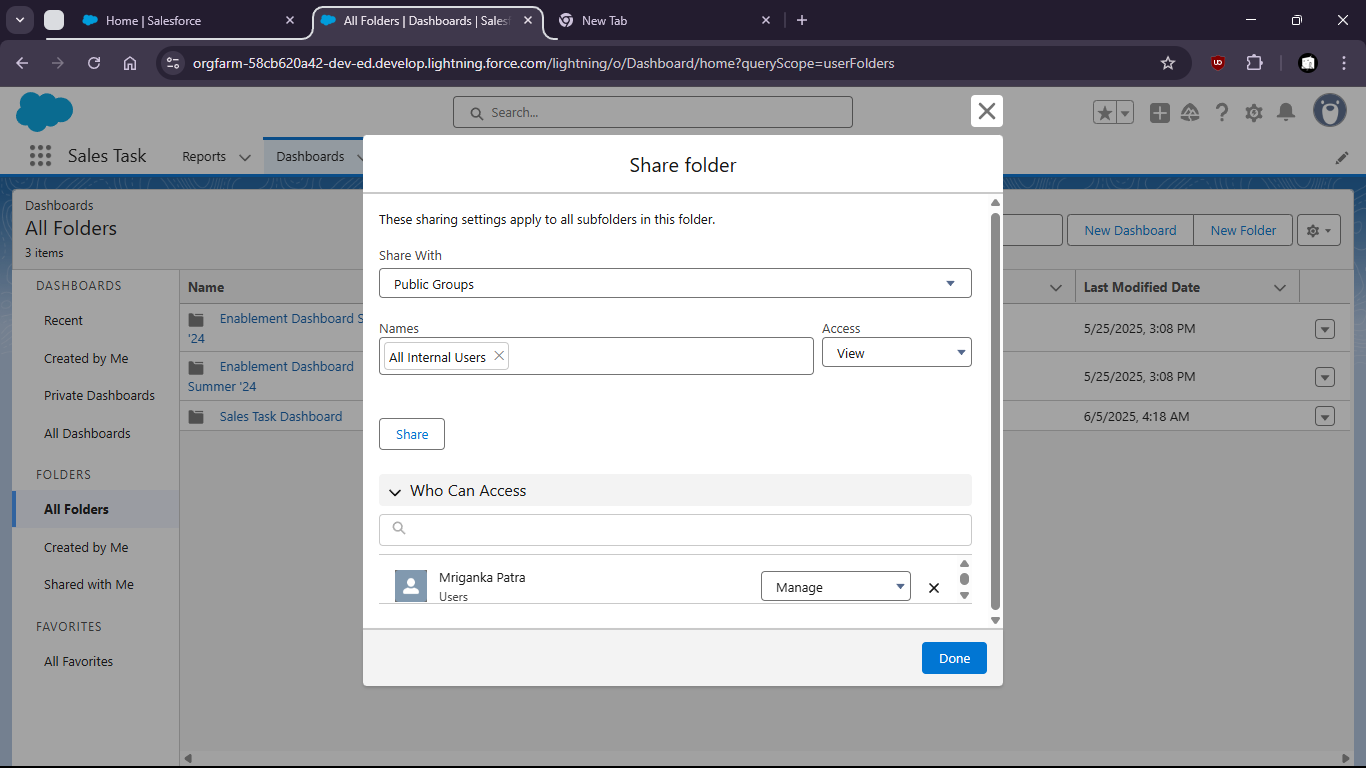 Home | Salesforce
All Folders | Dashboards | Sales
New Tab
orgfarm-58cb620a42-dev-ed.develop.lightning.force.com/lightning/o/Dashboard/home?queryScope=userFolders
UD
Search...
Sales Task
Reports
Dashboards
Dashboards
All Folders
3 items
New Dashboard
New Folder
DASHBOARDS
Recent
Created by Me
Private Dashboards
All Dashboards
FOLDERS
All Folders
Created by Me
Shared with Me
FAVORITES
All Favorites
Name
Last Modified Date
Enablement Dashboard S
'24
5/25/2025, 3:08 PM
Enablement Dashboard
Summer '24
5/25/2025, 3:08 PM
Sales Task Dashboard
6/5/2025, 4:18 AM
Share folder
These sharing settings apply to all subfolders in this folder.
Share With
Public Groups
Names
Access
All Internal Users
View
Share
Who Can Access
Mriganka Patra
Users
Manage
Done